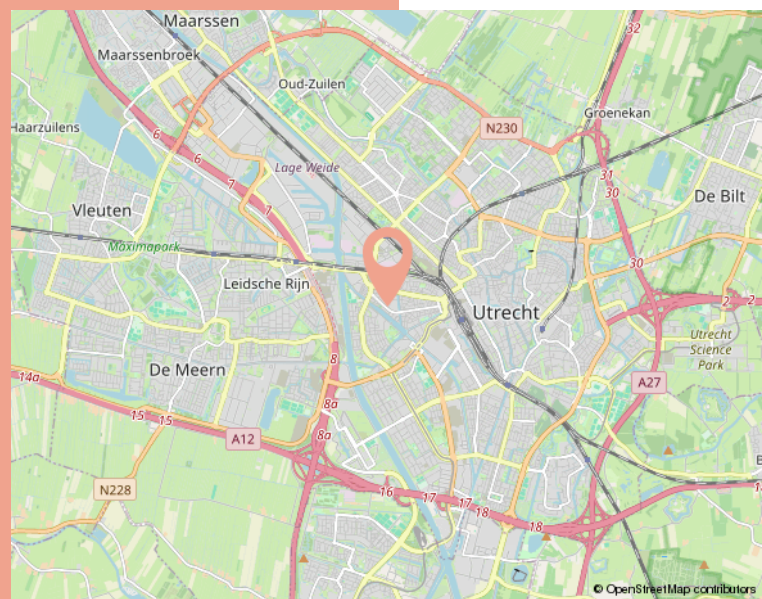 Maarssen
32
Maarssenbroek
Oud-Zuilen
Groenekan
N230
Haarzuilens
6
6
Lage Weide
31
7
30
De Bilt
Vleuten
7
Máximapark
30
Leidsche Rijn
Utrecht
2
2
Utrecht
Science
Park
8
De Meern
14a
A27
8a
15
15
8a
A12
N228
16
17
17
18
18
© OpenStreetMap contributors